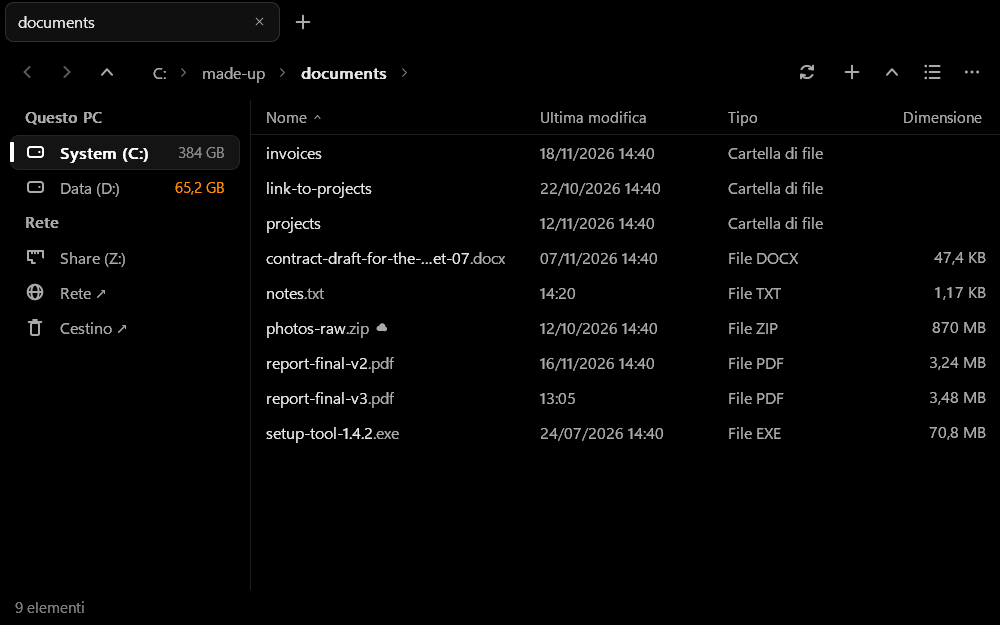 documents
C: made-up documents
Questo PC
System (C:) 384 GB
Data (D:) 65,2 GB
Rete
Share (Z:)
Rete ↗
Cestino ↗
Nome Ultima modifica Tipo Dimensione
invoices 18/11/2026 14:40 Cartella di file
link-to-projects 22/10/2026 14:40 Cartella di file
projects 12/11/2026 14:40 Cartella di file
contract-draft-for-the-...et-07.docx 07/11/2026 14:40 File DOCX 47,4 KB
notes.txt 14:20 File TXT 1,17 KB
photos-raw.zip 12/10/2026 14:40 File ZIP 870 MB
report-final-v2.pdf 16/11/2026 14:40 File PDF 3,24 MB
report-final-v3.pdf 13:05 File PDF 3,48 MB
setup-tool-1.4.2.exe 24/07/2026 14:40 File EXE 70,8 MB
9 elementi